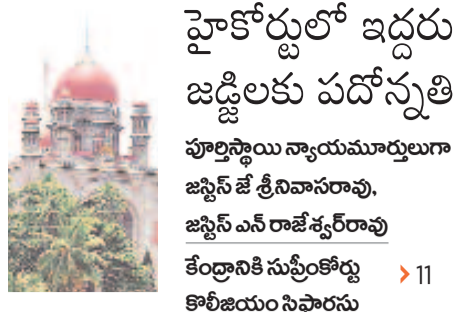 హైకోర్టులో ఇద్దరు
జడ్జిలకు పదోన్నతి
పూర్తిస్థాయి న్యాయమూర్తులుగా
జస్టిస్ జే శ్రీనివాసరావు,
జస్టిస్ ఎన్ రాజేశ్వర్‌రావు
కేంద్రానికి సుప్రీంకోర్టు
కొలీజియం సిఫారసు
> 11